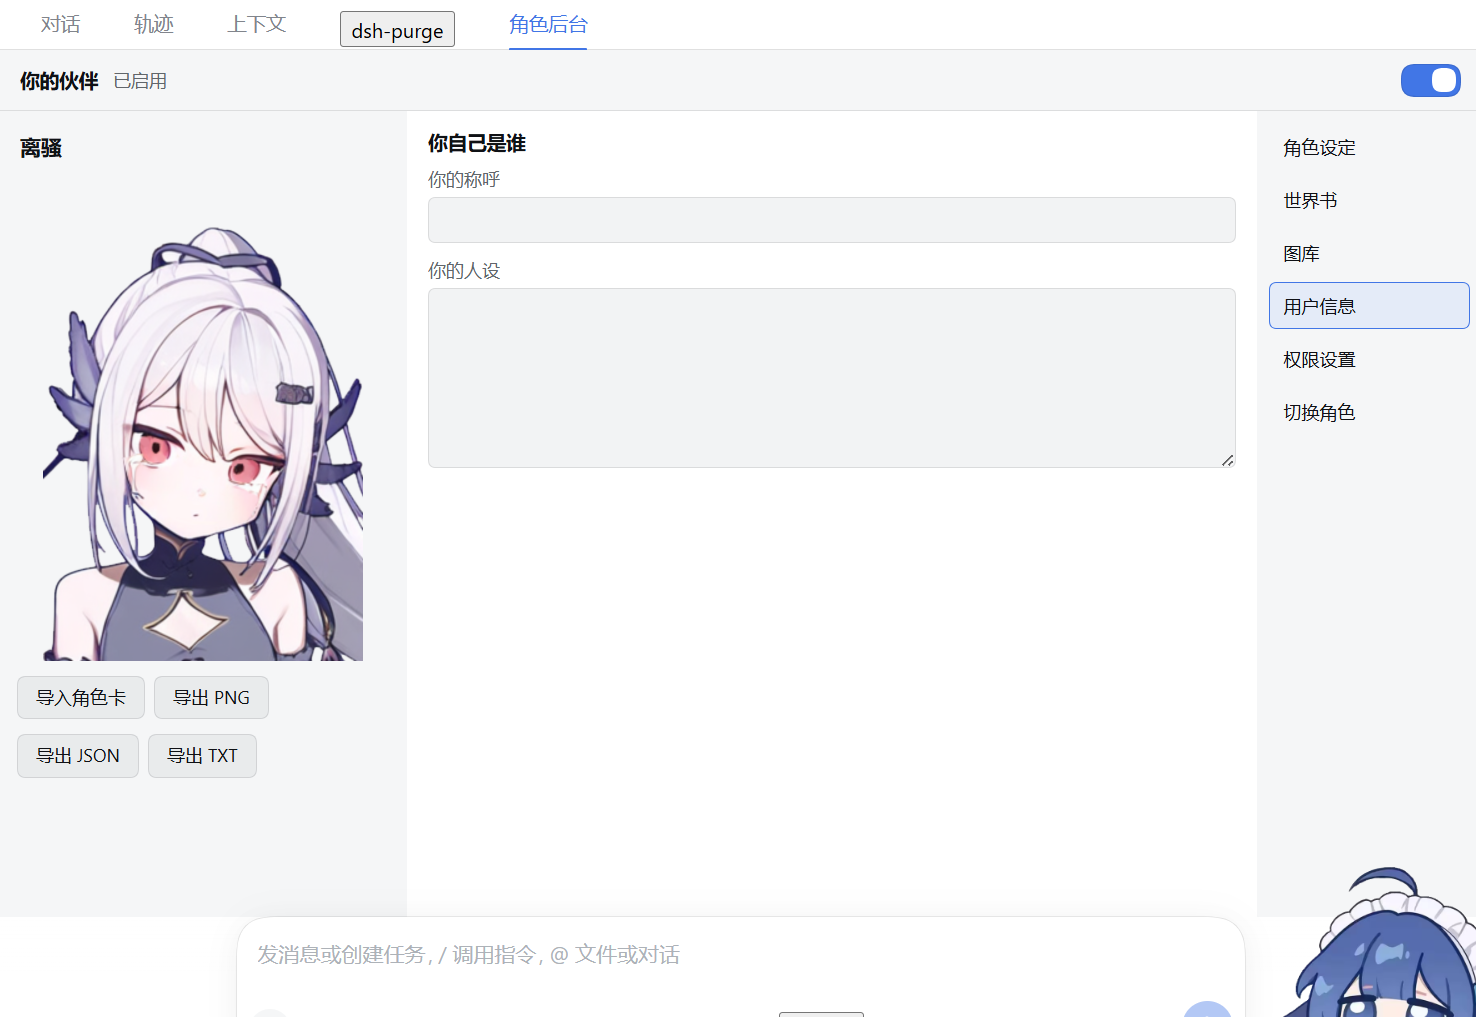 对话 轨迹 上下文 dsh-purge 角色后台
你的伙伴 已启用
离骚
导入角色卡 导出 PNG
导出 JSON 导出 TXT
你自己是谁
你的称呼
你的人设
角色设定
世界书
图库
用户信息
权限设置
切换角色
发消息或创建任务, / 调用指令, @ 文件或对话